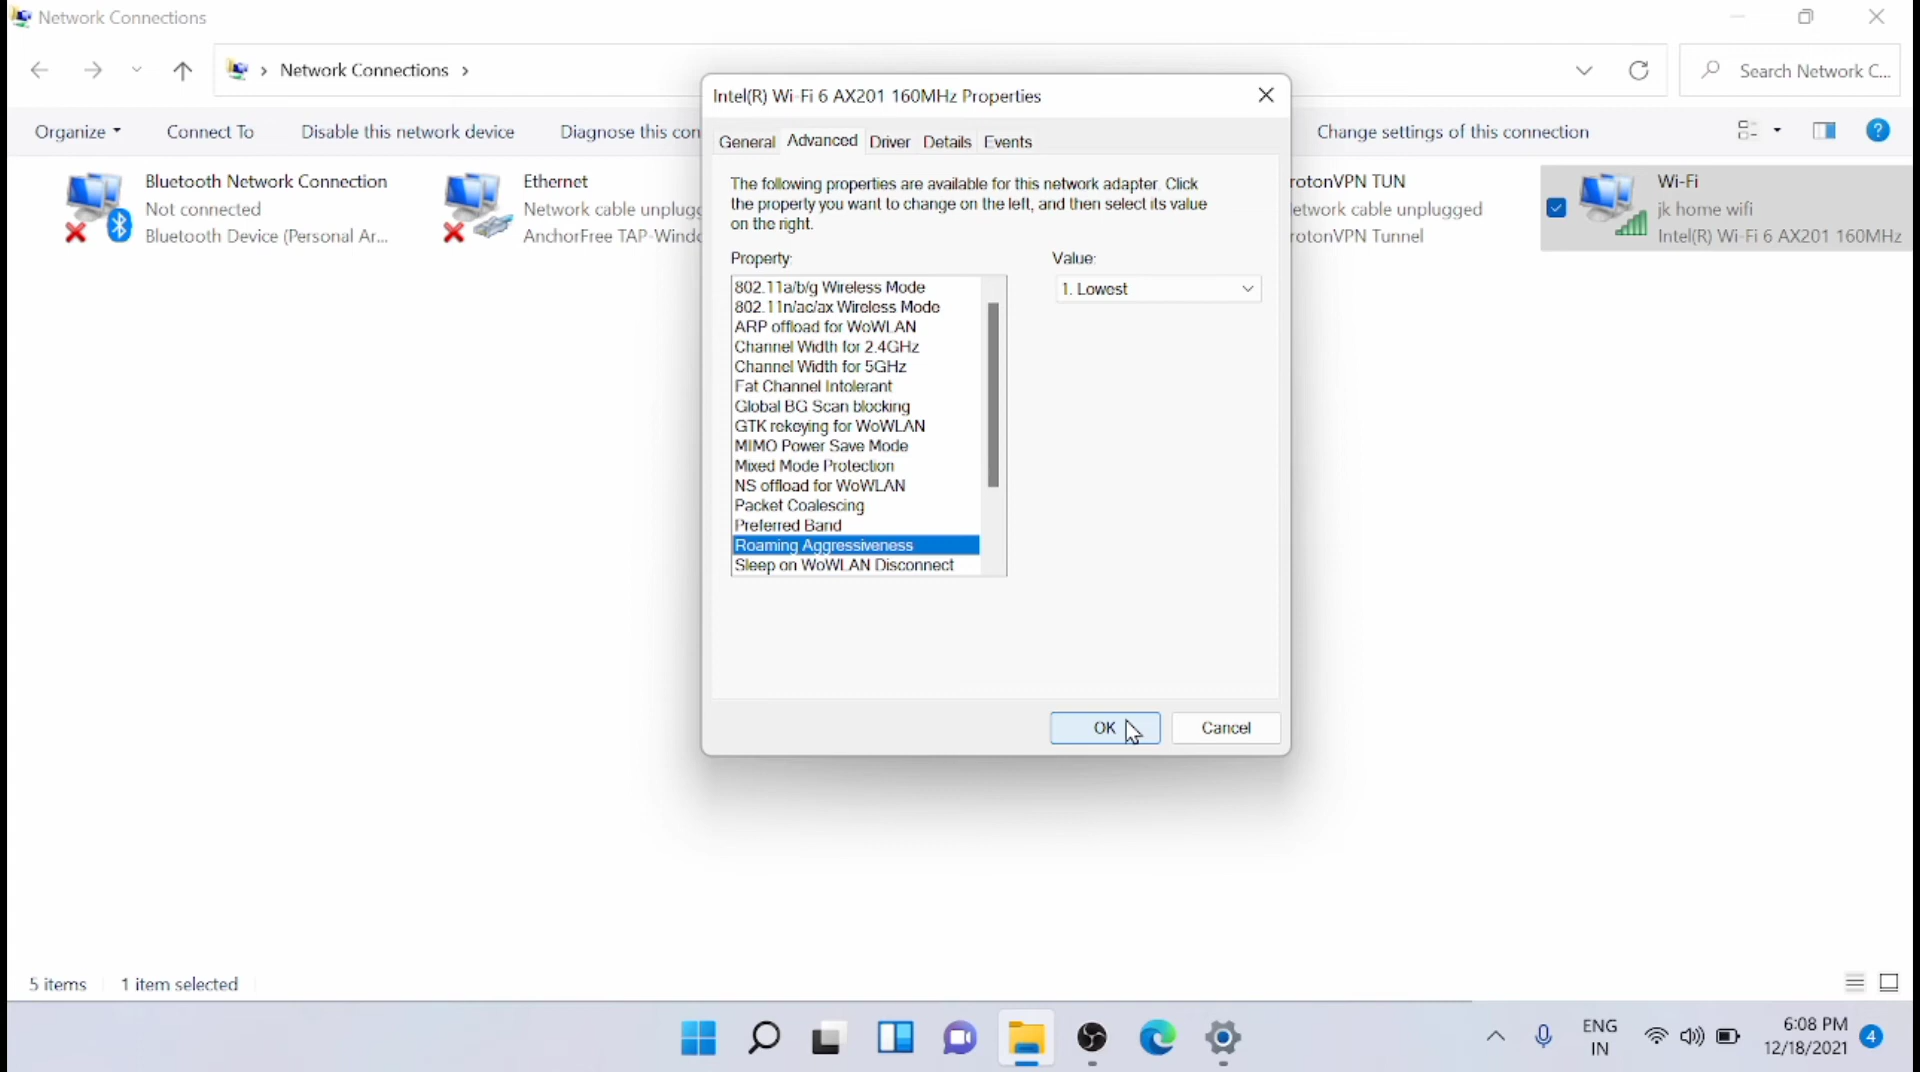 Network Connections
Network Connections
Search Network C...
Organize
Connect To
Disable this network device
Diagnose this con
Change settings of this connection
Bluetooth Network Connection
Not connected
Bluetooth Device (Personal Ar...
Ethernet
Network cable unplugg
AnchorFree TAP-Windo
rotonVPN TUN
etwork cable unplugged
rotonVPN Tunnel
Wi-Fi
jk home wifi
Intel(R) Wi-Fi 6 AX201 160MHz
Intel(R) Wi-Fi 6 AX201 160MHz Properties
General
Advanced
Driver
Details
Events
The following properties are available for this network adapter. Click
the property you want to change on the left, and then select its value
on the right.
Property:
Value:
802.11a/b/g Wireless Mode
802.11n/ac/ax Wireless Mode
ARP offload for WoWLAN
Channel Width for 2.4GHz
Channel Width for 5GHz
Fat Channel Intolerant
Global BG Scan blocking
GTK rekeying for WoWLAN
MIMO Power Save Mode
Mixed Mode Protection
NS offload for WoWLAN
Packet Coalescing
Preferred Band
Roaming Aggressiveness
Sleep on WoWLAN Disconnect
1. Lowest
OK
Cancel
5 items
1 item selected
ENG
IN
6:08 PM
12/18/2021
4